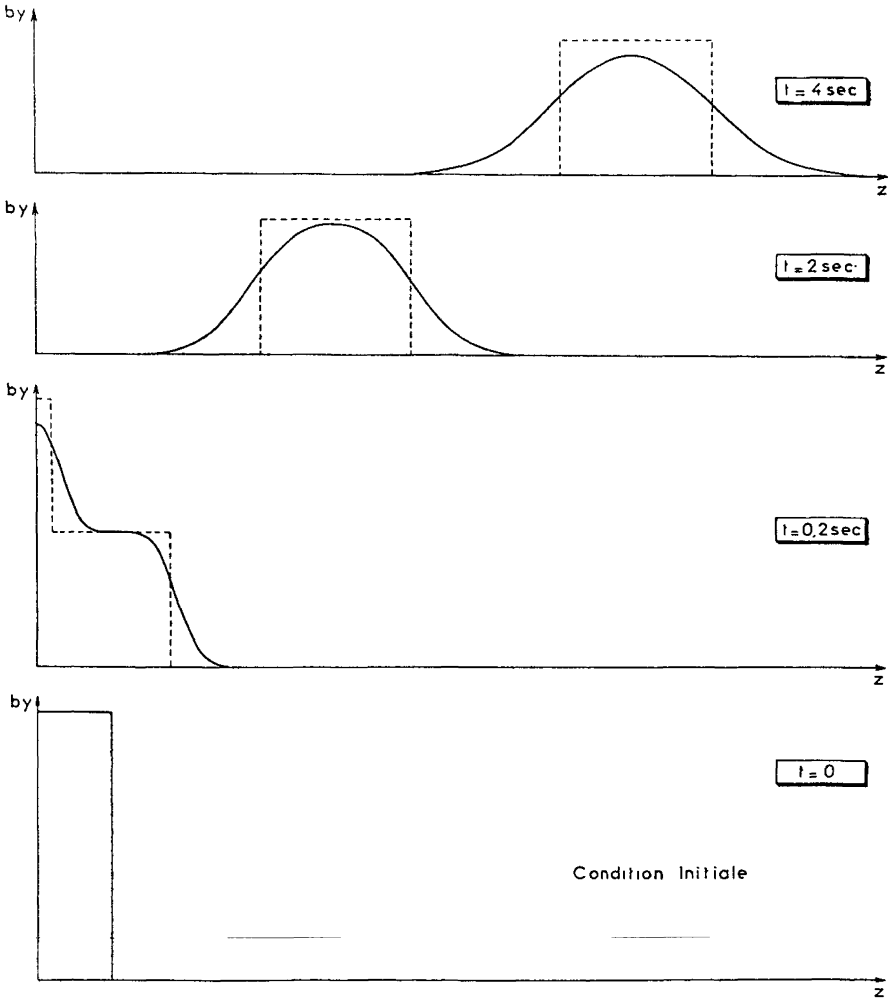 by
t = 4 sec
z
by
t = 2 sec.
z
by
t = 0,2 sec
z
by
t = 0
Condition Initiale
z